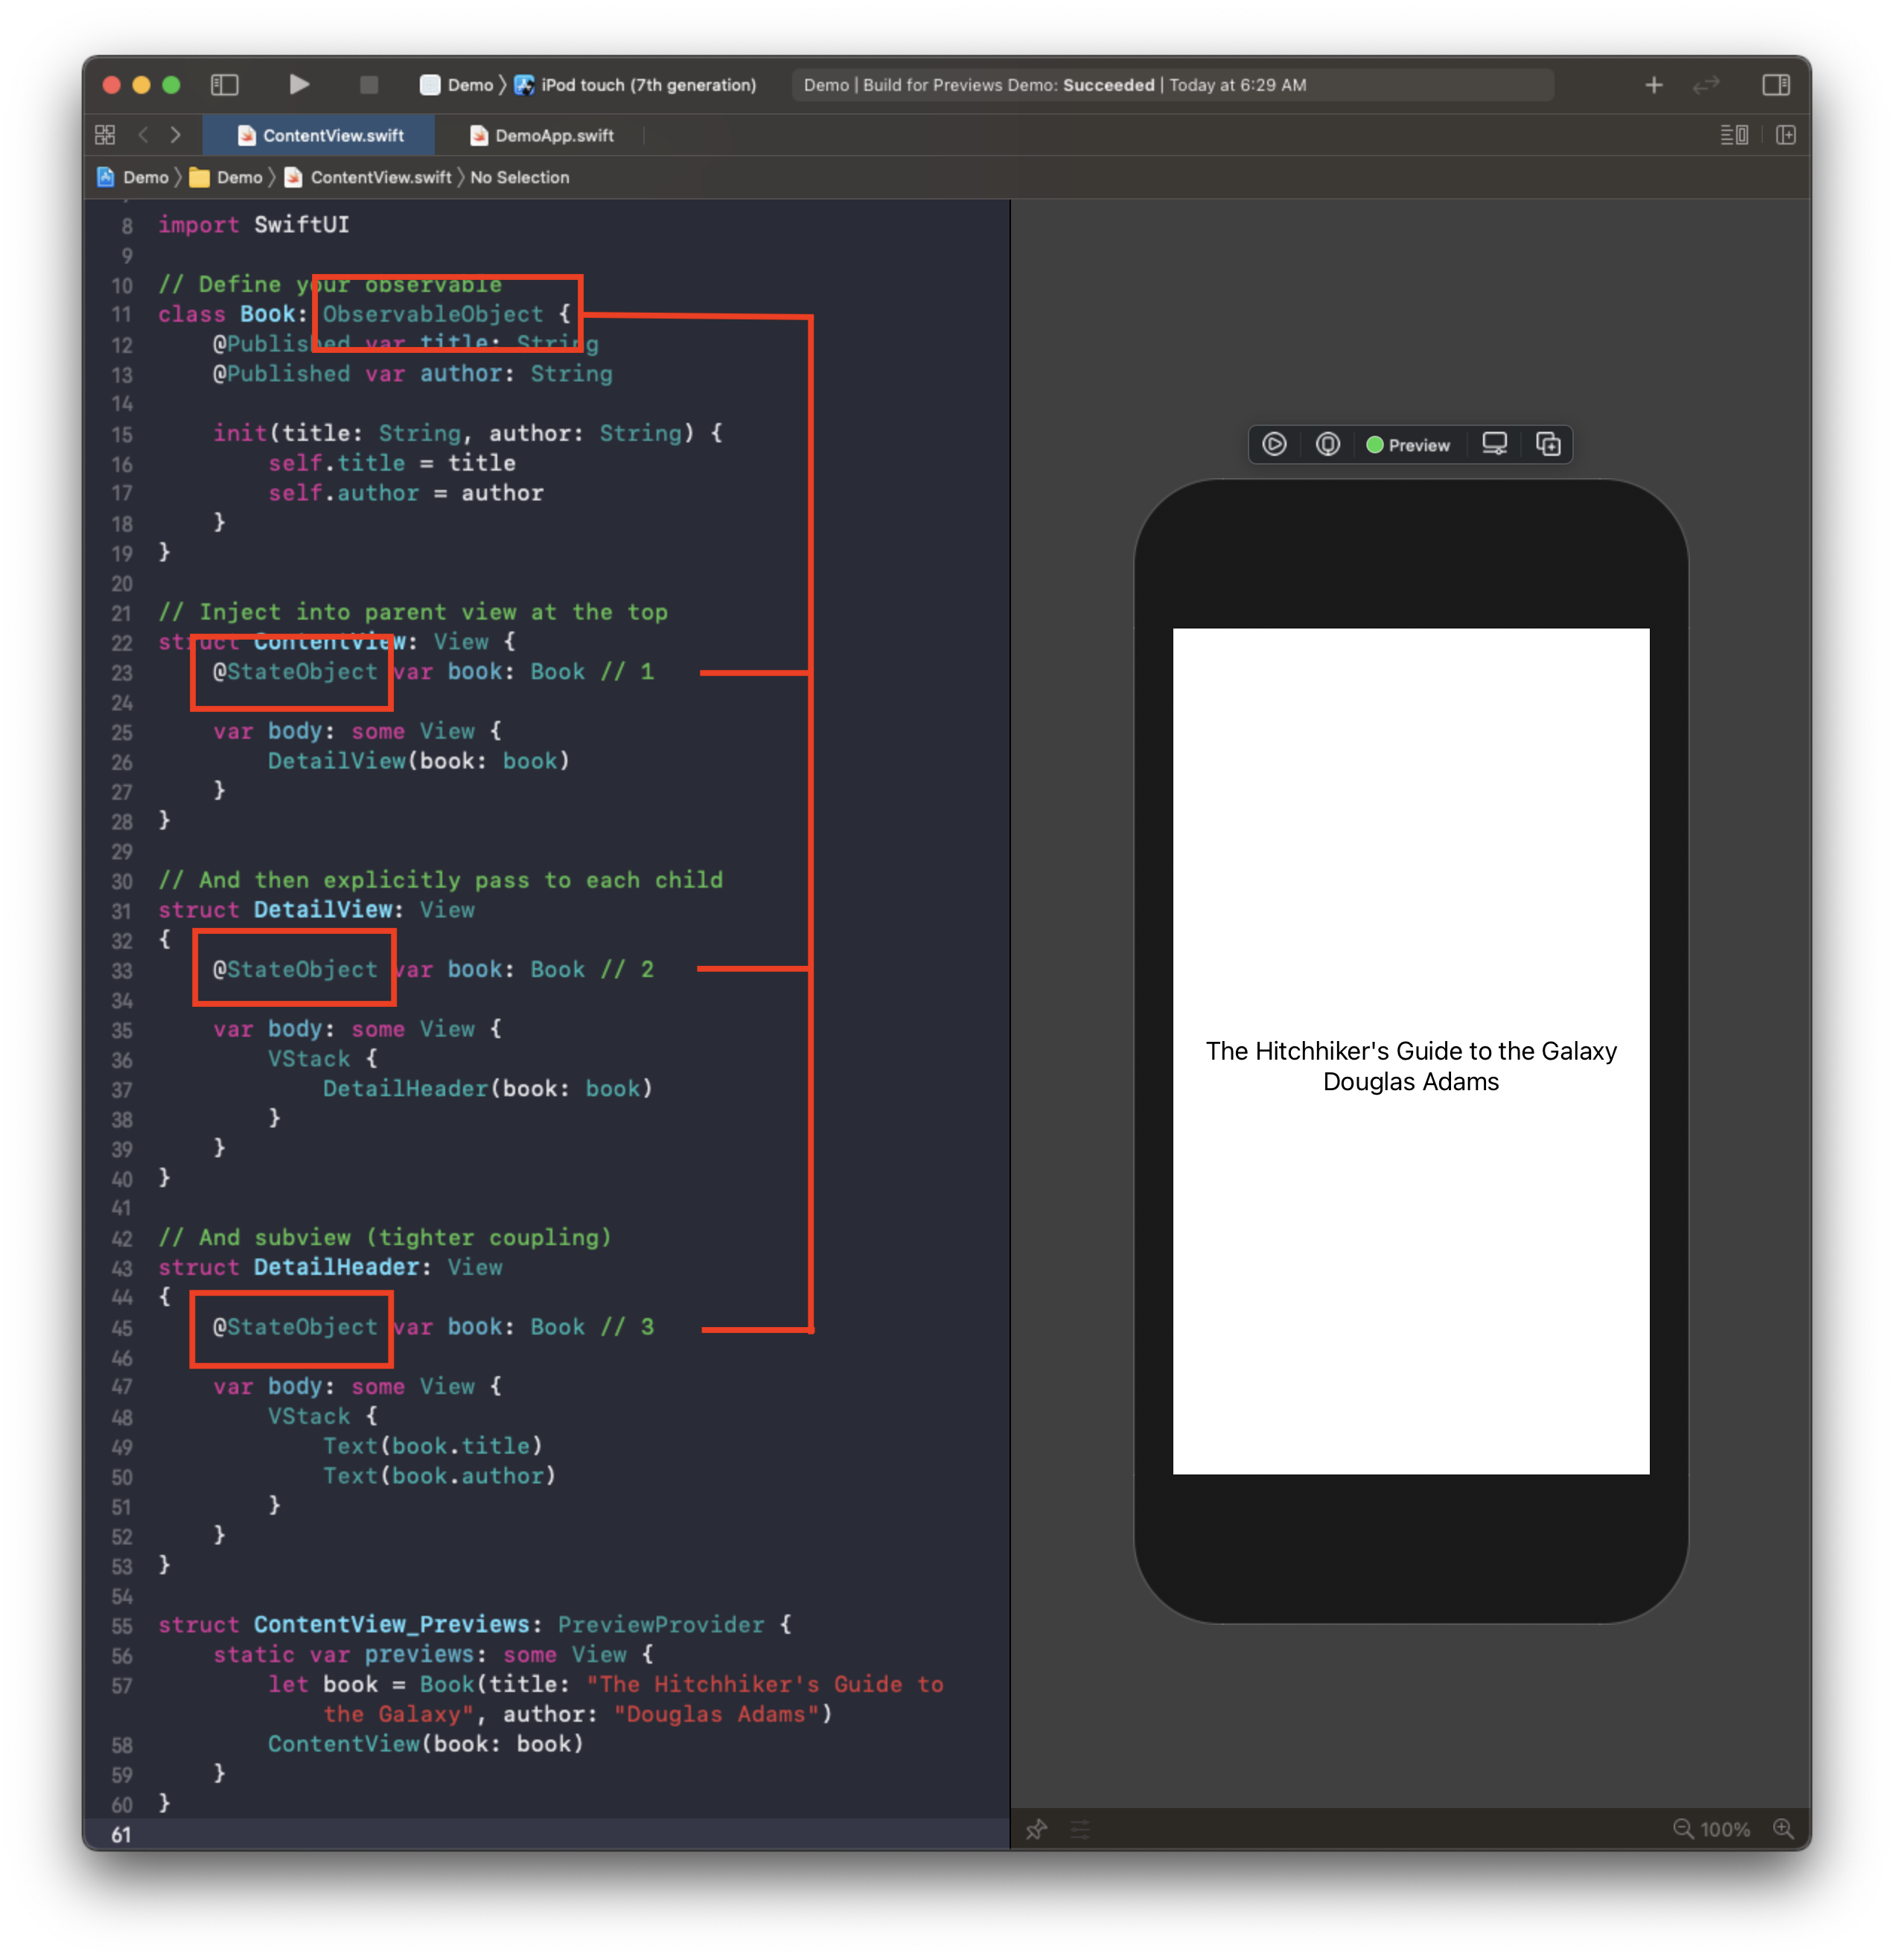 Demo 〉 iPod touch (7th generation)
Demo | Build for Previews Demo: Succeeded | Today at 6:29 AM
ContentView.swift
DemoApp.swift
Demo 〉 Demo 〉 ContentView.swift 〉 No Selection
8 import SwiftUI
9
10 // Define your observable
11 class Book: ObservableObject {
12 @Published var title: String
13 @Published var author: String
14
15 init(title: String, author: String) {
16 self.title = title
17 self.author = author
18 }
19 }
20
21 // Inject into parent view at the top
22 struct ContentView: View {
23 @StateObject var book: Book // 1
24
25 var body: some View {
26 DetailView(book: book)
27 }
28 }
29
30 // And then explicitly pass to each child
31 struct DetailView: View
32 {
33 @StateObject var book: Book // 2
34
35 var body: some View {
36 VStack {
37 DetailHeader(book: book)
38 }
39 }
40 }
41
42 // And subview (tighter coupling)
43 struct DetailHeader: View
44 {
45 @StateObject var book: Book // 3
46
47 var body: some View {
48 VStack {
49 Text(book.title)
50 Text(book.author)
51 }
52 }
53 }
54
55 struct ContentView_Previews: PreviewProvider {
56 static var previews: some View {
57 let book = Book(title: "The Hitchhiker's Guide to
the Galaxy", author: "Douglas Adams")
58 ContentView(book: book)
59 }
60 }
61
Preview
The Hitchhiker's Guide to the Galaxy
Douglas Adams
100%